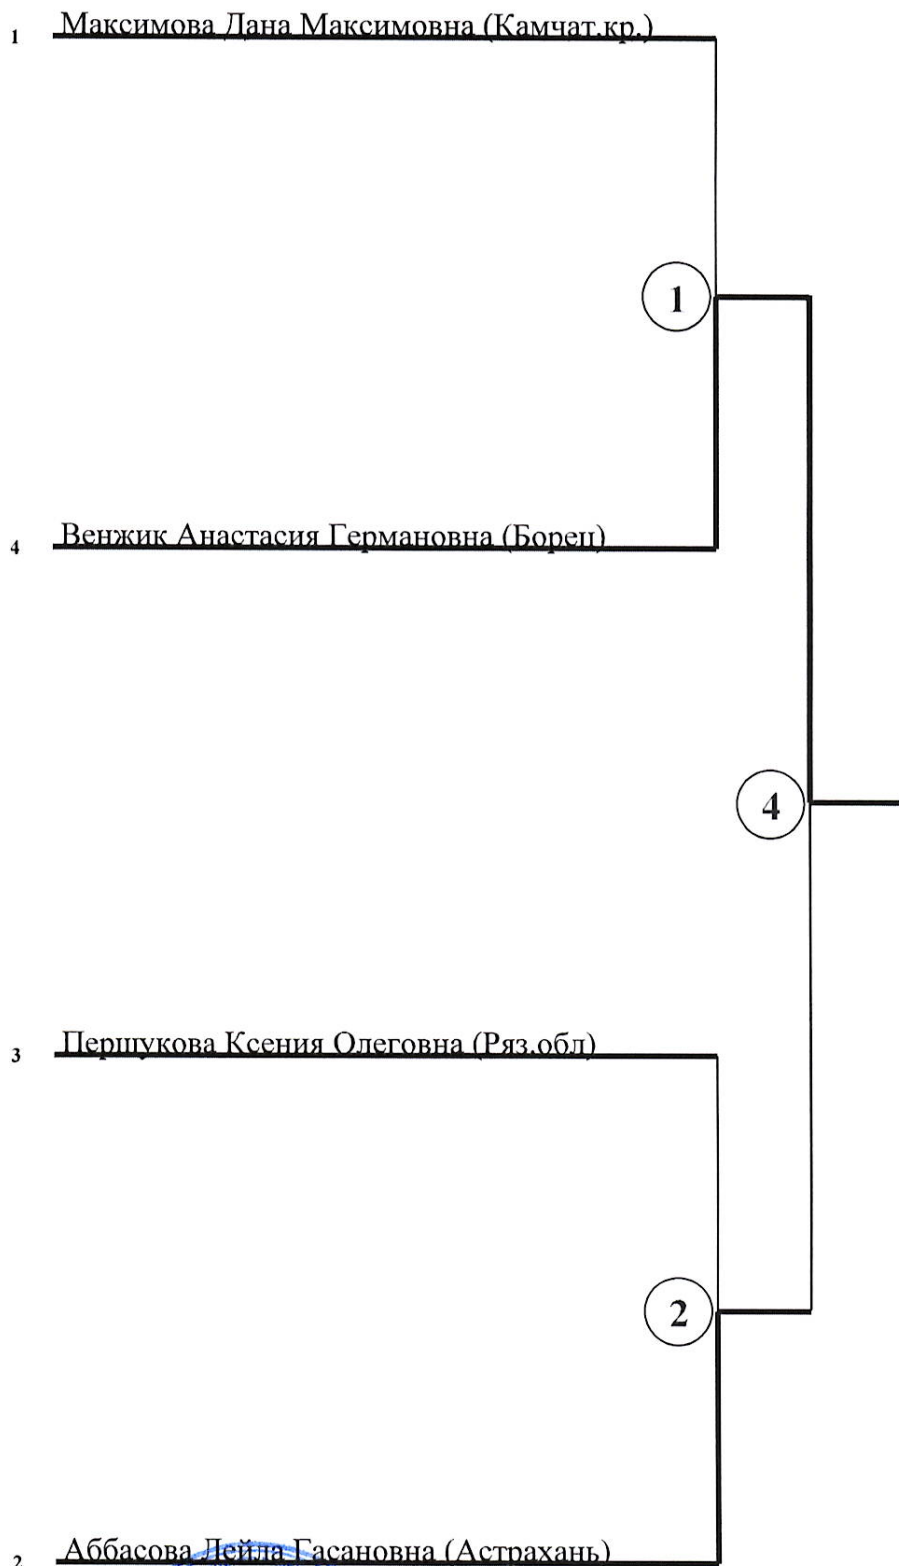 1 Максимова Дана Максимовна (Камчат.кр.)
1
4 Венжик Анастасия Германовна (Борец)
4
3 Першукова Ксения Олеговна (Ряз.обл)
2
2 Аббасова Лейла Гасановна (Астрахань)